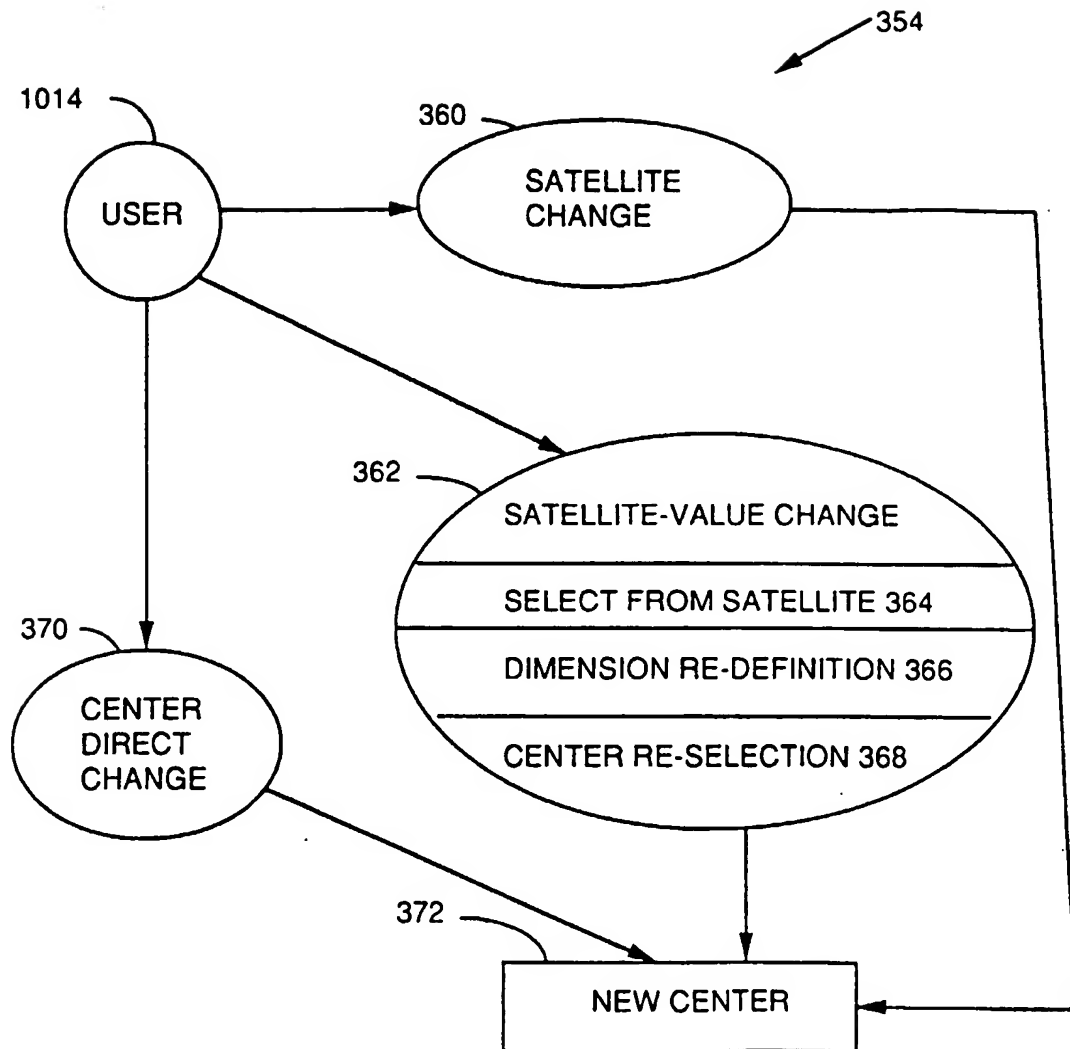 354
1014
360
USER
SATELLITE
CHANGE
362
SATELLITE-VALUE CHANGE
SELECT FROM SATELLITE 364
DIMENSION RE-DEFINITION 366
CENTER RE-SELECTION 368
370
CENTER
DIRECT
CHANGE
372
NEW CENTER